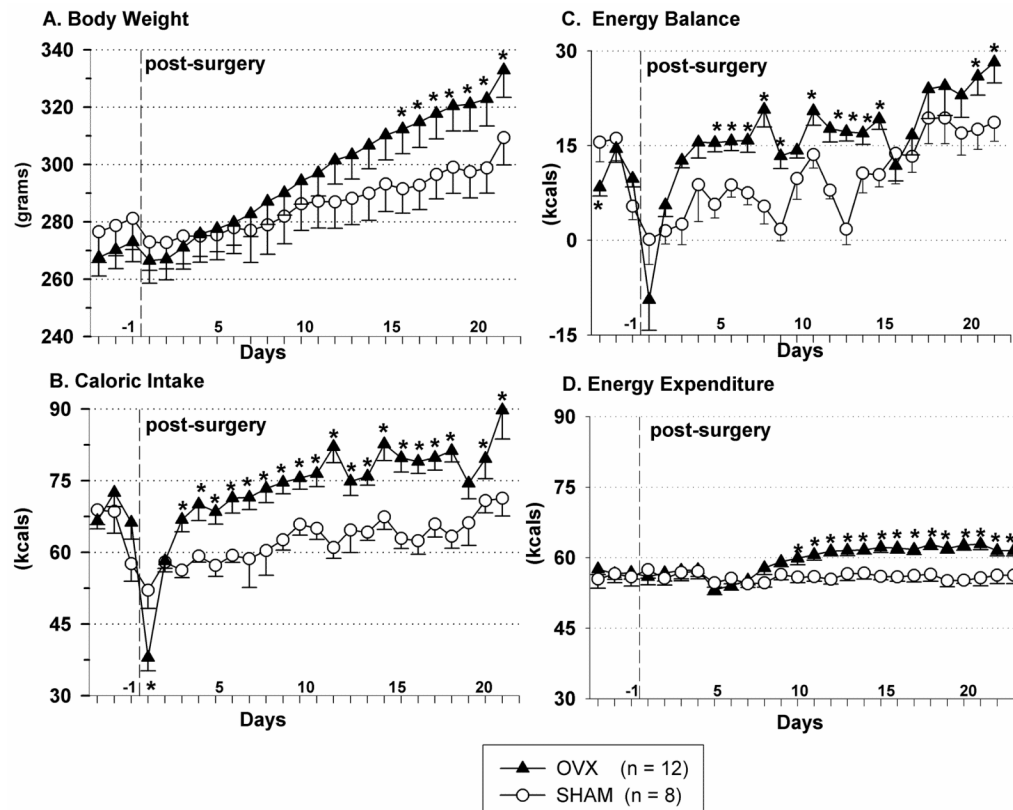 A. Body Weight
340
320
300
280
260
240
(grams)
post-surgery
* * * * * * *
-1 5 10 15 20
Days
C. Energy Balance
30
15
0
-15
(kcals)
post-surgery
* * * * * * * * * * * *
*
-1 5 10 15 20
Days
B. Caloric Intake
90
75
60
45
30
(kcals)
post-surgery
* * * * * * * * * * * * * * * * * *
-1 * 5 10 15 20
Days
D. Energy Expenditure
90
75
60
45
30
(kcals)
post-surgery
* * * * * * * * * * * * * *
-1 5 10 15 20
Days
OVX (n = 12)
SHAM (n = 8)